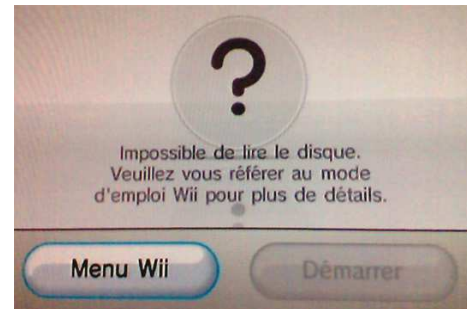 ?
Impossible de lire le disque.
Veuillez vous référer au mode
d'emploi Wii pour plus de détails.
Menu Wii
Démarrer